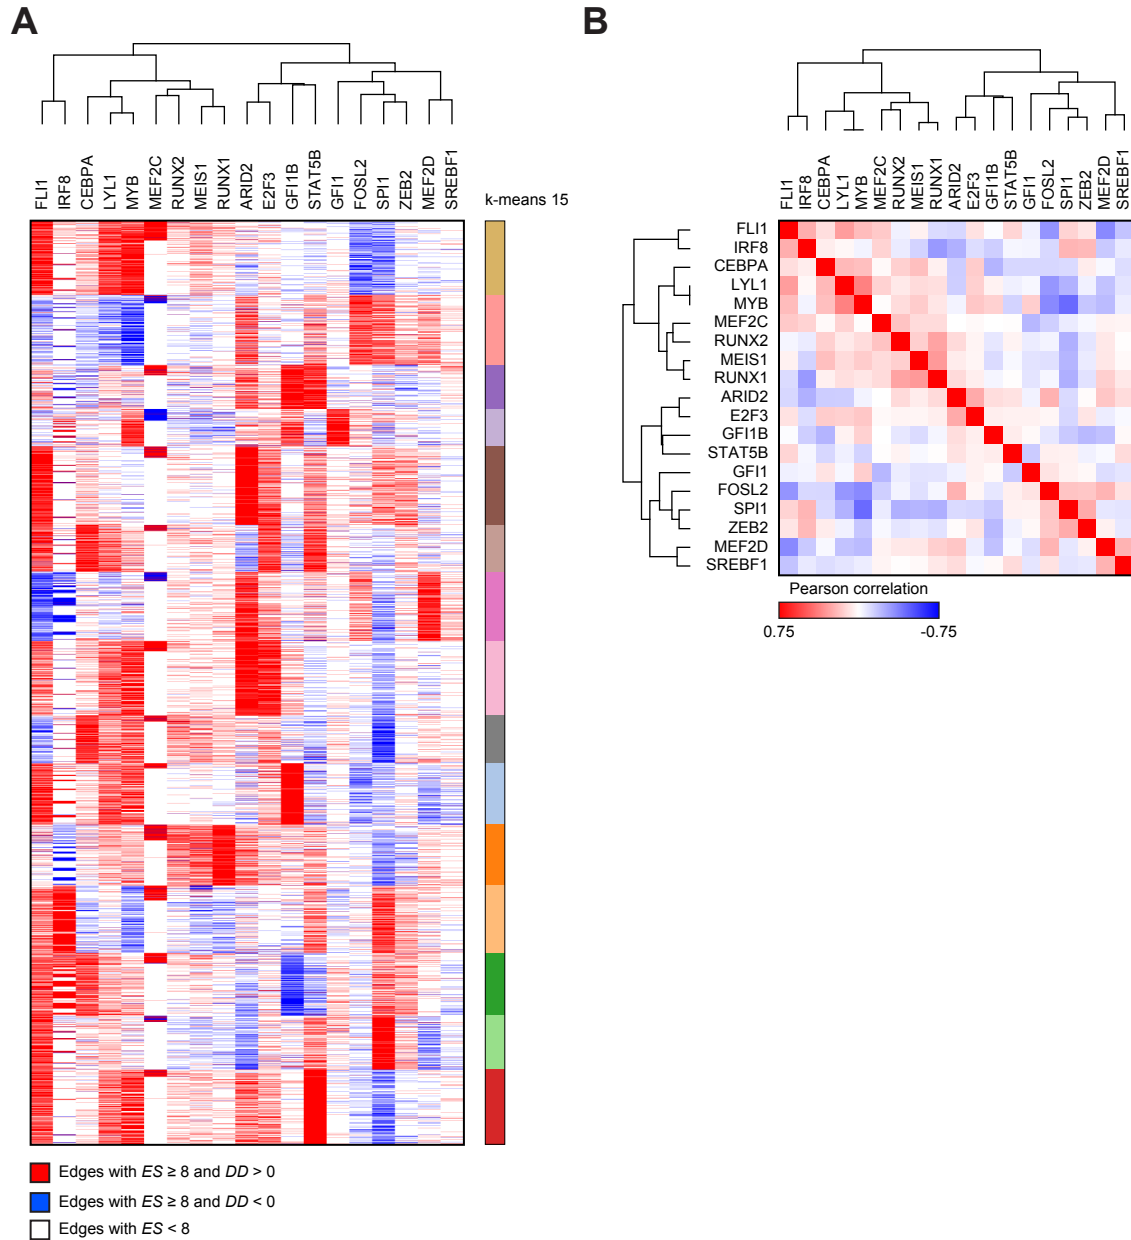 A
B
FLI1 IRF8 CEBPA LYL1 MYB MEF2C RUNX2 MEIS1 RUNX1 ARID2 E2F3 GFI1B STAT5B GFI1 FOSL2 SPI1 ZEB2 MEF2D SREBF1
k-means 15
FLI1 IRF8 CEBPA LYL1 MYB MEF2C RUNX2 MEIS1 RUNX1 ARID2 E2F3 GFI1B STAT5B GFI1 FOSL2 SPI1 ZEB2 MEF2D SREBF1
FLI1
IRF8
CEBPA
LYL1
MYB
MEF2C
RUNX2
MEIS1
RUNX1
ARID2
E2F3
GFI1B
STAT5B
GFI1
FOSL2
SPI1
ZEB2
MEF2D
SREBF1
Pearson correlation
0.75 -0.75
Edges with ES ≥ 8 and DD > 0
Edges with ES ≥ 8 and DD < 0
Edges with ES < 8